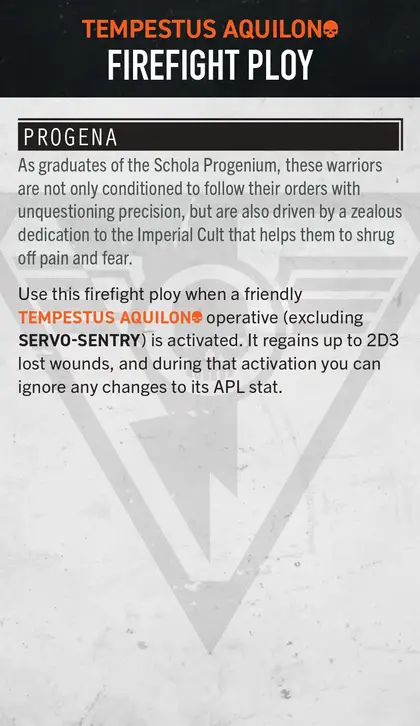 TEMPESTUS AQUILON
FIREFIGHT PLOY
PROGENA
As graduates of the Schola Progenium, these warriors
are not only conditioned to follow their orders with
unquestioning precision, but are also driven by a zealous
dedication to the Imperial Cult that helps them to shrug
off pain and fear.
Use this firefight ploy when a friendly
TEMPESTUS AQUILON operative (excluding
SERVO-SENTRY) is activated. It regains up to 2D3
lost wounds, and during that activation you can
ignore any changes to its APL stat.